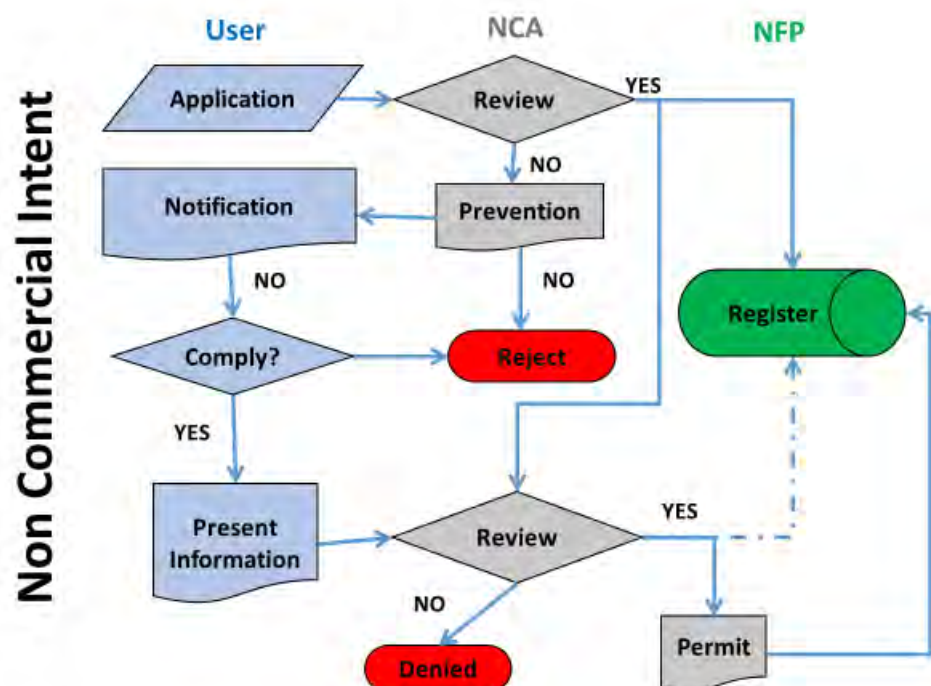 Non Commercial Intent
User
NCA
NFP
Application
Review
YES
NO
Notification
Prevention
NO
NO
Register
Comply?
Reject
YES
Present
Information
Review
YES
NO
Denied
Permit